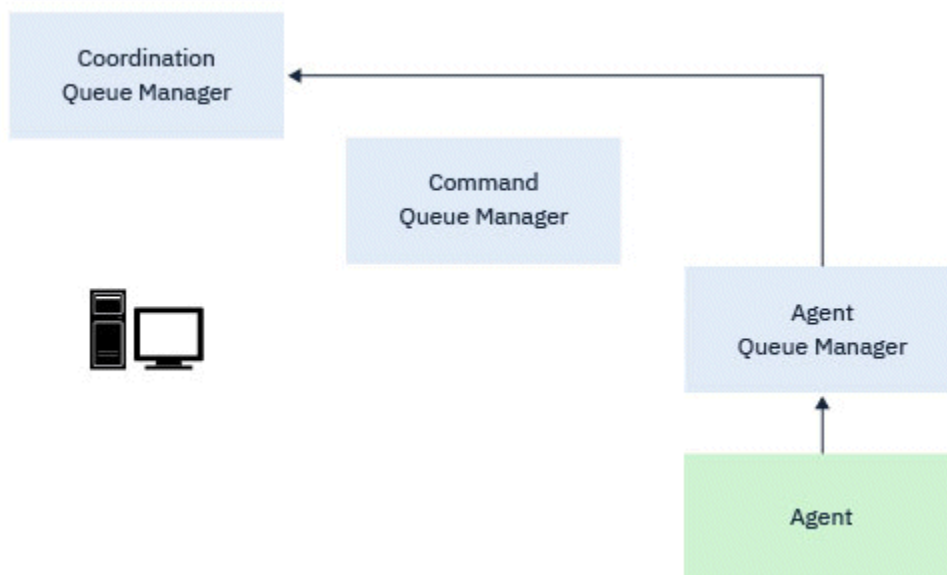 Coordination
Queue Manager
Command
Queue Manager
Agent
Queue Manager
Agent